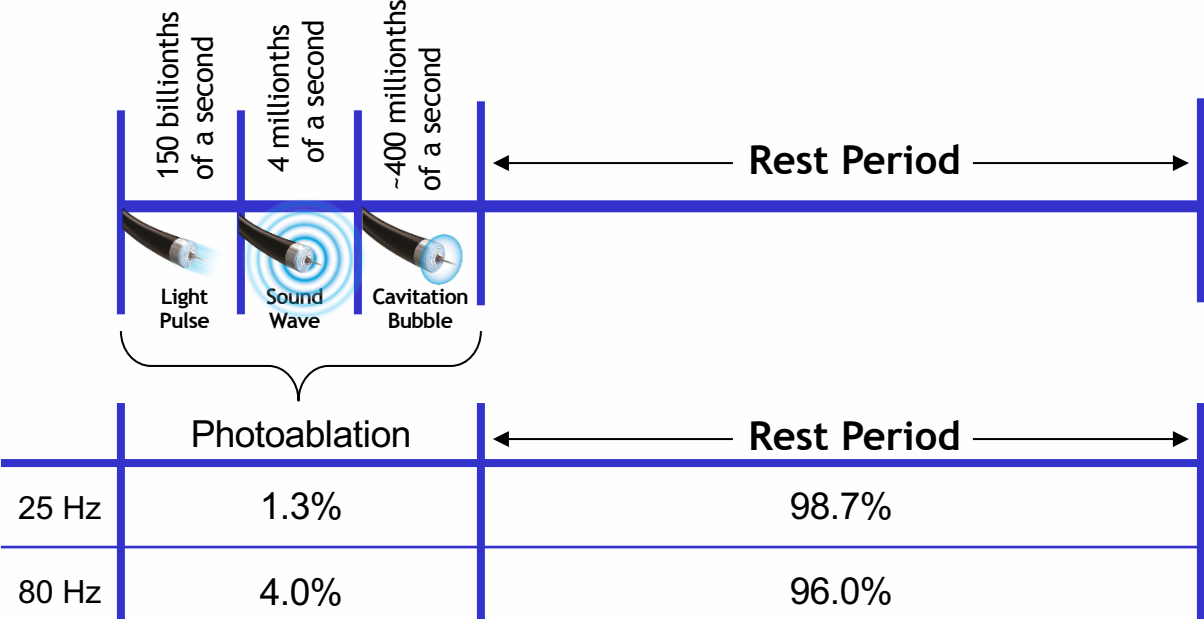 150 billionths
of a second
4 millionths
of a second
~400 millionths
of a second
Rest Period
Light
Pulse
Sound
Wave
Cavitation
Bubble
Photoablation
Rest Period
25 Hz
1.3%
98.7%
80 Hz
4.0%
96.0%